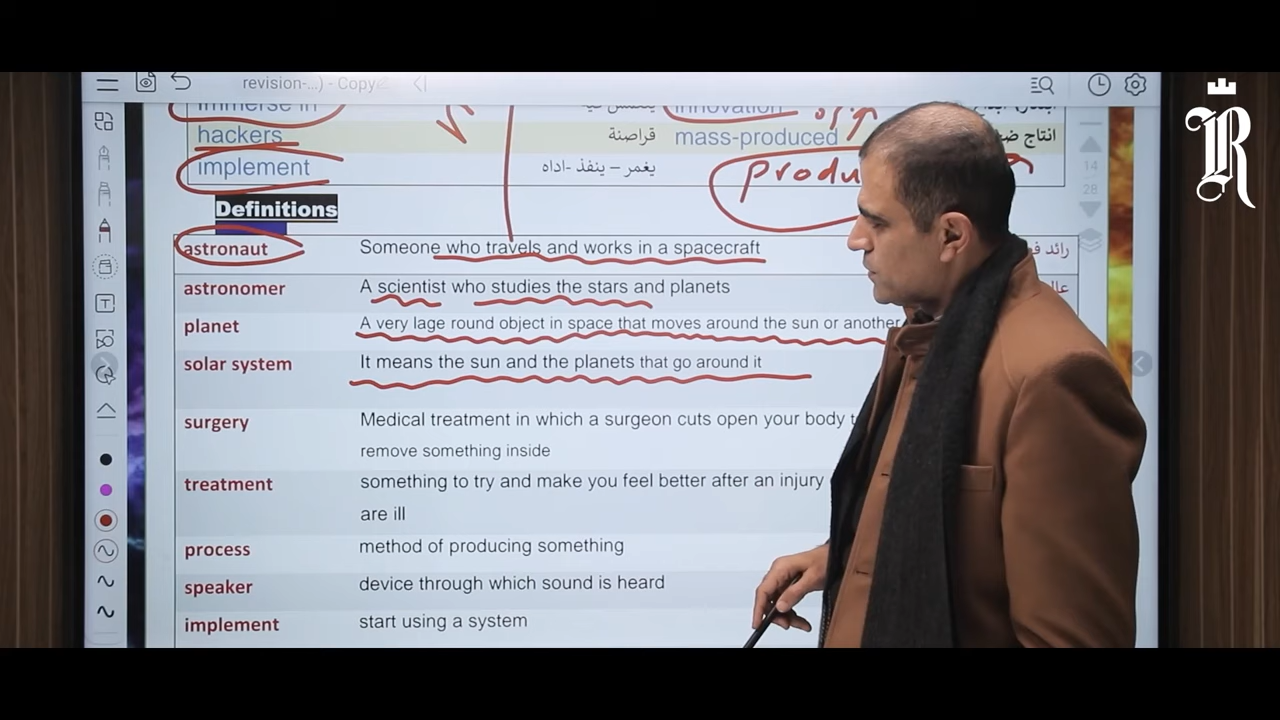 revision-...) - Copy
immerse in innovation
hackers قراصنة mass-produced انتاج
implement يغمر – ينفذ -اداه produ
14
28
Definitions
astronaut Someone who travels and works in a spacecraft رائد
astronomer A scientist who studies the stars and planets
planet A very lage round object in space that moves around the sun or another
solar system It means the sun and the planets that go around it
surgery Medical treatment in which a surgeon cuts open your body
remove something inside
treatment something to try and make you feel better after an injury
are ill
process method of producing something
speaker device through which sound is heard
implement start using a system
R